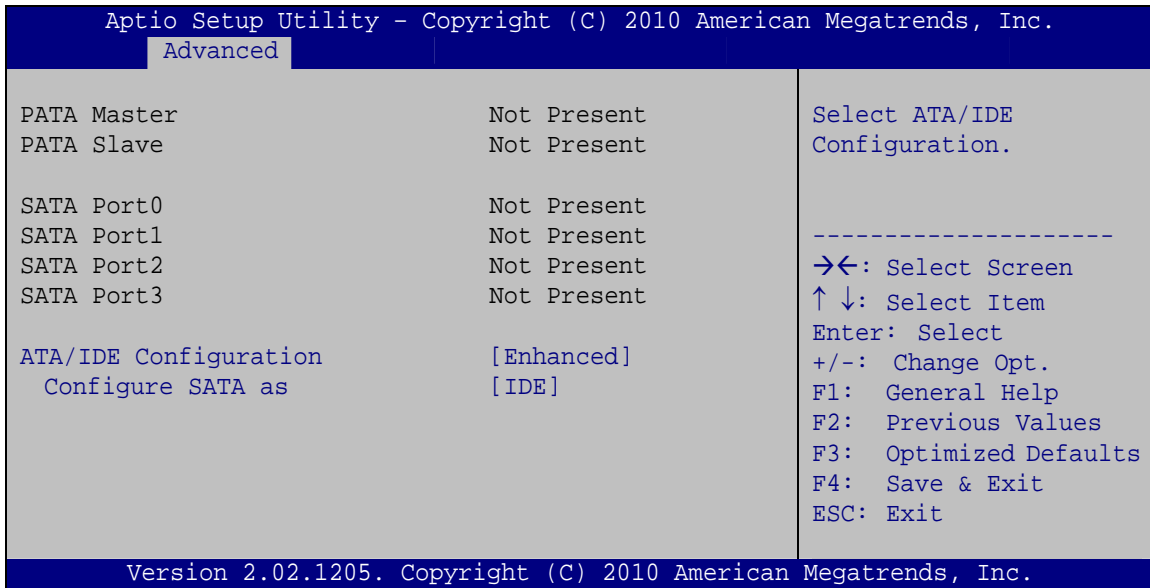 Aptio Setup Utility – Copyright (C) 2010 American Megatrends, Inc.
Advanced
PATA Master Not Present
PATA Slave Not Present
SATA Port0 Not Present
SATA Port1 Not Present
SATA Port2 Not Present
SATA Port3 Not Present
ATA/IDE Configuration [Enhanced]
Configure SATA as [IDE]
Select ATA/IDE
Configuration.
---------------------
→←: Select Screen
↑ ↓: Select Item
Enter: Select
+/-: Change Opt.
F1: General Help
F2: Previous Values
F3: Optimized Defaults
F4: Save & Exit
ESC: Exit
Version 2.02.1205. Copyright (C) 2010 American Megatrends, Inc.